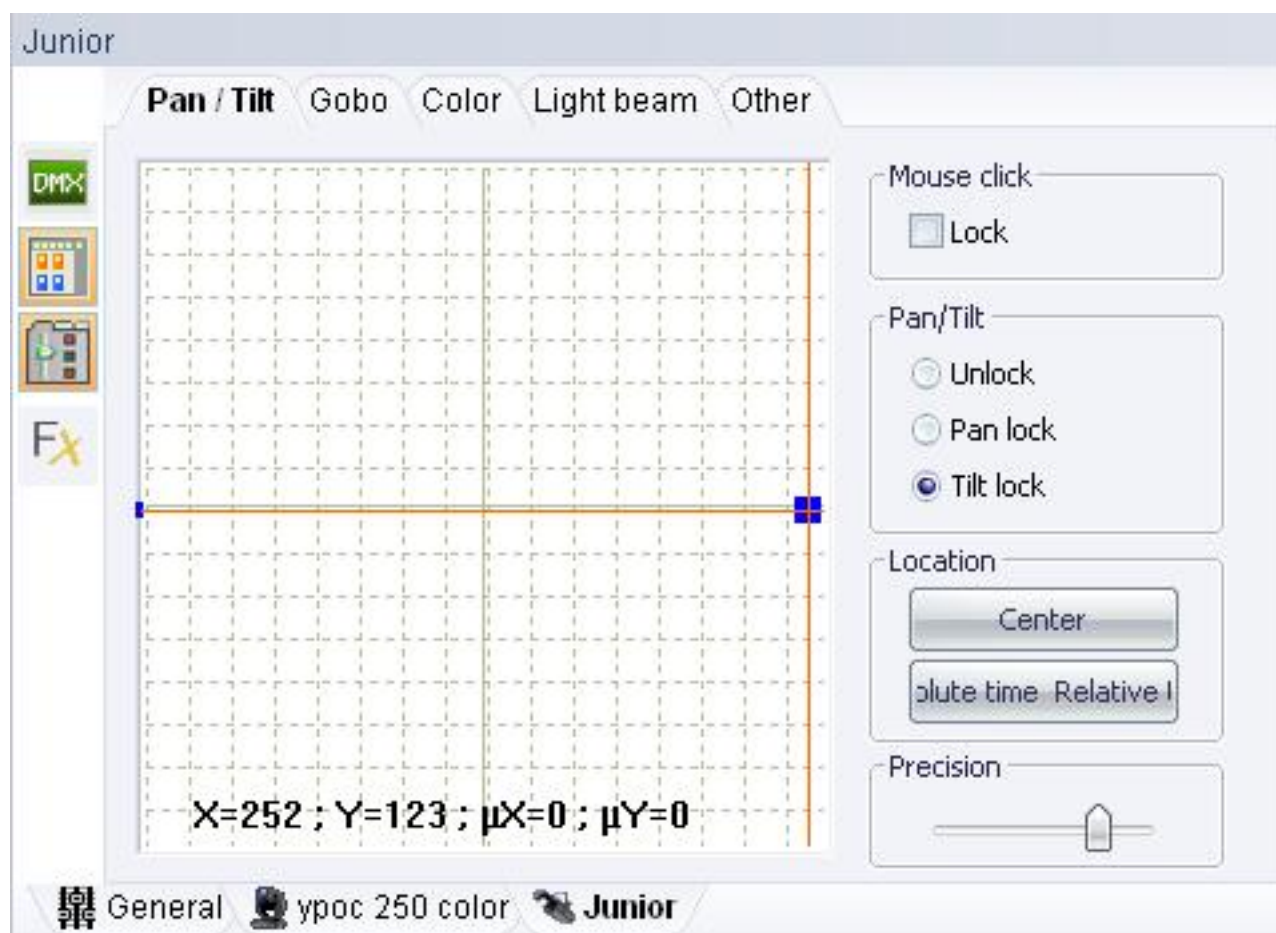 Junior
Pan / Tilt Gobo Color Light beam Other
DMX
Fx
X=252 ; Y=123 ; µX=0 ; µY=0
Mouse click
Lock
Pan/Tilt
Unlock
Pan lock
Tilt lock
Location
Center
olute time Relative
Precision
General ypoc 250 color Junior